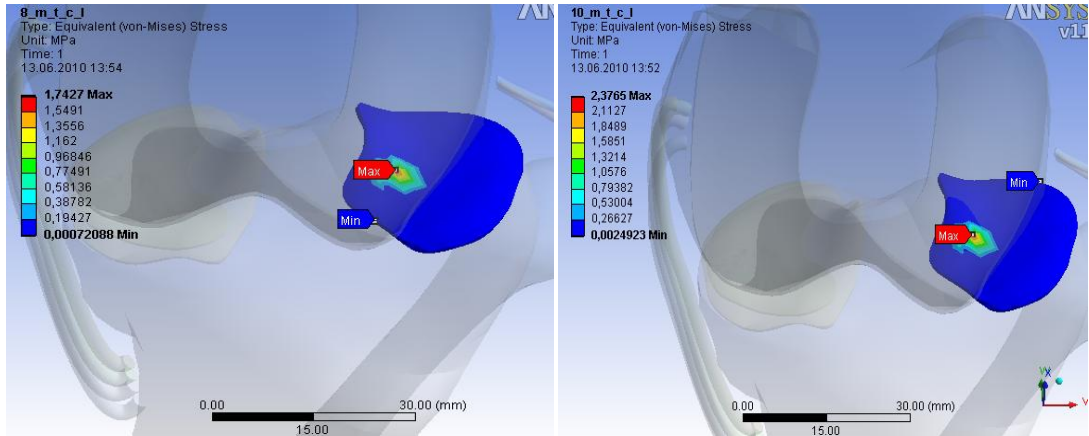 8_m_t_c_l
Type: Equivalent (von-Mises) Stress
Unit: MPa
Time: 1
13.06.2010 13:54
1,7427 Max
1,5491
1,3556
1,162
0,96846
0,77491
0,58136
0,38782
0,19427
0,00072088 Min
Max
Min
0.00
30.00 (mm)
15.00
10_m_t_c_l
Type: Equivalent (von-Mises) Stress
Unit: MPa
Time: 1
13.06.2010 13:52
2,3765 Max
2,1127
1,8489
1,5851
1,3214
1,0576
0,79382
0,53004
0,26627
0,0024923 Min
ANSYS
v11
Min
Max
0.00
30.00 (mm)
15.00
X